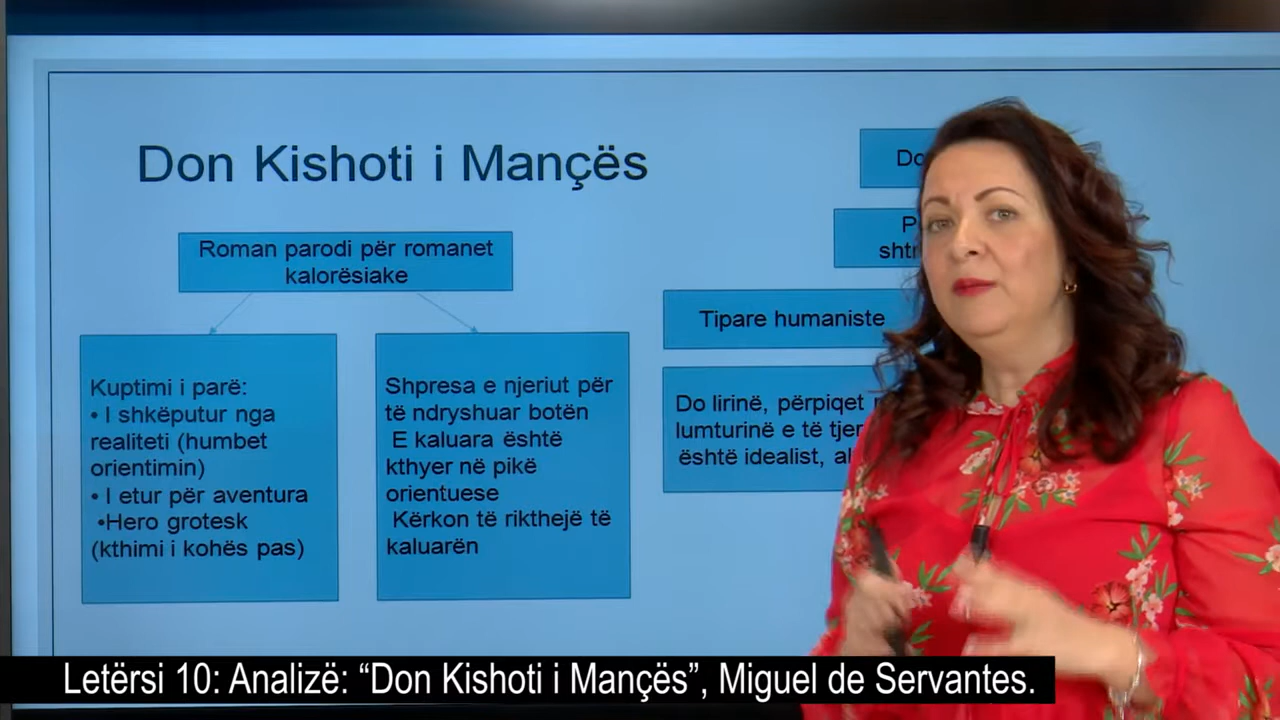 Don Kishoti i Mançës
Roman parodi për romanet
kalorësiake
Kuptimi i parë:
• I shkëputur nga
realiteti (humbet
orientimin)
• I etur për aventura
•Hero grotesk
(kthimi i kohës pas)
Shpresa e njeriut për
të ndryshuar botën
E kaluara është
kthyer në pikë
orientuese
Kërkon të rikthejë të
kaluarën
Tipare humaniste
Do lirinë, përpiqet
lumturinë e të
është idealist,
Letërsi 10: Analizë: “Don Kishoti i Mançës”, Miguel de Servantes.